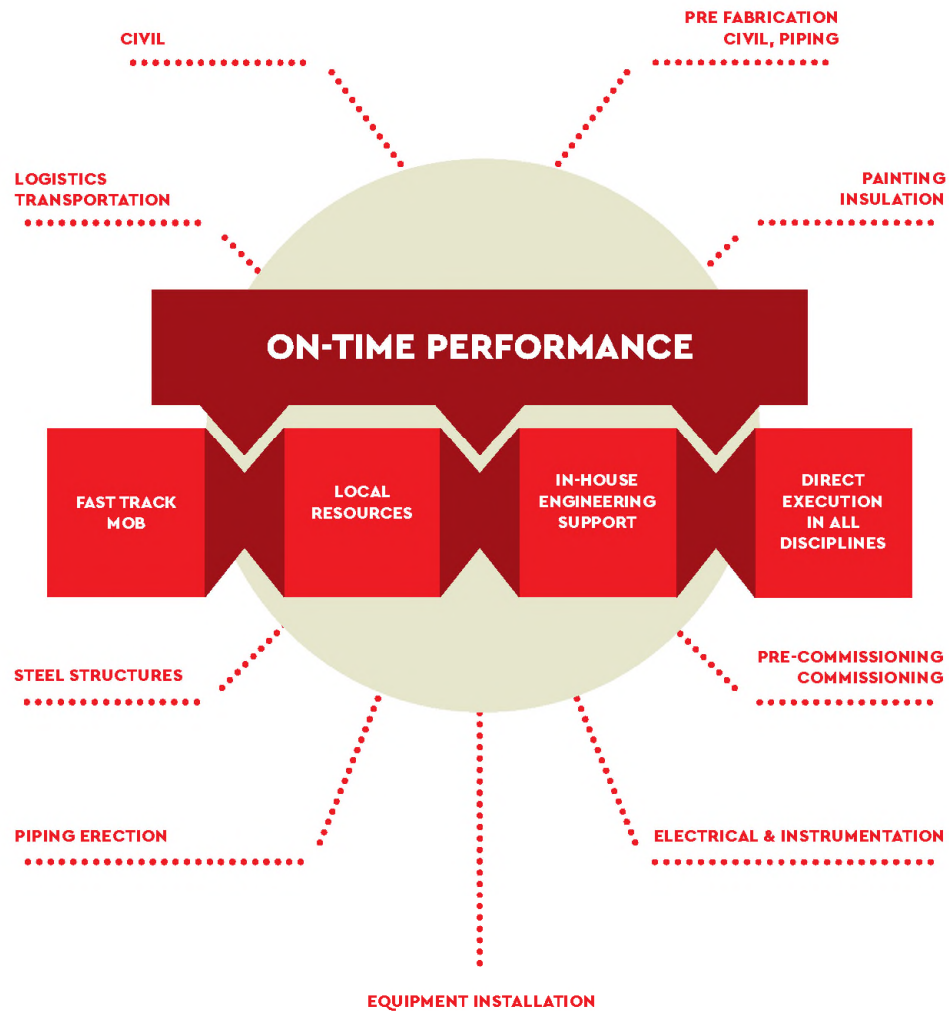 CIVIL
PRE FABRICATION
CIVIL, PIPING
LOGISTICS
TRANSPORTATION
PAINTING
INSULATION
ON-TIME PERFORMANCE
FAST TRACK
MOB
LOCAL
RESOURCES
IN-HOUSE
ENGINEERING
SUPPORT
DIRECT
EXECUTION
IN ALL
DISCIPLINES
STEEL STRUCTURES
PRE-COMMISSIONING
COMMISSIONING
PIPING ERECTION
ELECTRICAL & INSTRUMENTATION
EQUIPMENT INSTALLATION